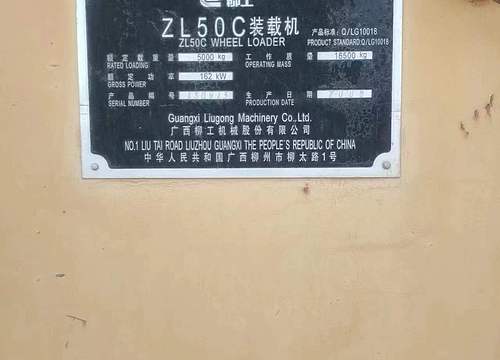 柳工
ZL50C装载机
ZL50C WHEEL LOADER
产品标准: Q/LG10018
PRODUCT STANDARD:Q/LG10018
额定载重量 5000 kg
RATED LOADING
工作质量 16500 kg
OPERATING MASS
额定功率 162 kW
GROSS POWER
产品编号
SERIAL NUMBER
生产日期
PRODUCTION DATE
Guangxi Liugong Machinery Co.,Ltd.
广西柳工机械股份有限公司
NO.1 LIU TAI ROAD LIUZHOU GUANGXI THE PEOPLE'S REPUBLIC OF CHINA
中华人民共和国广西柳州市柳太路1号